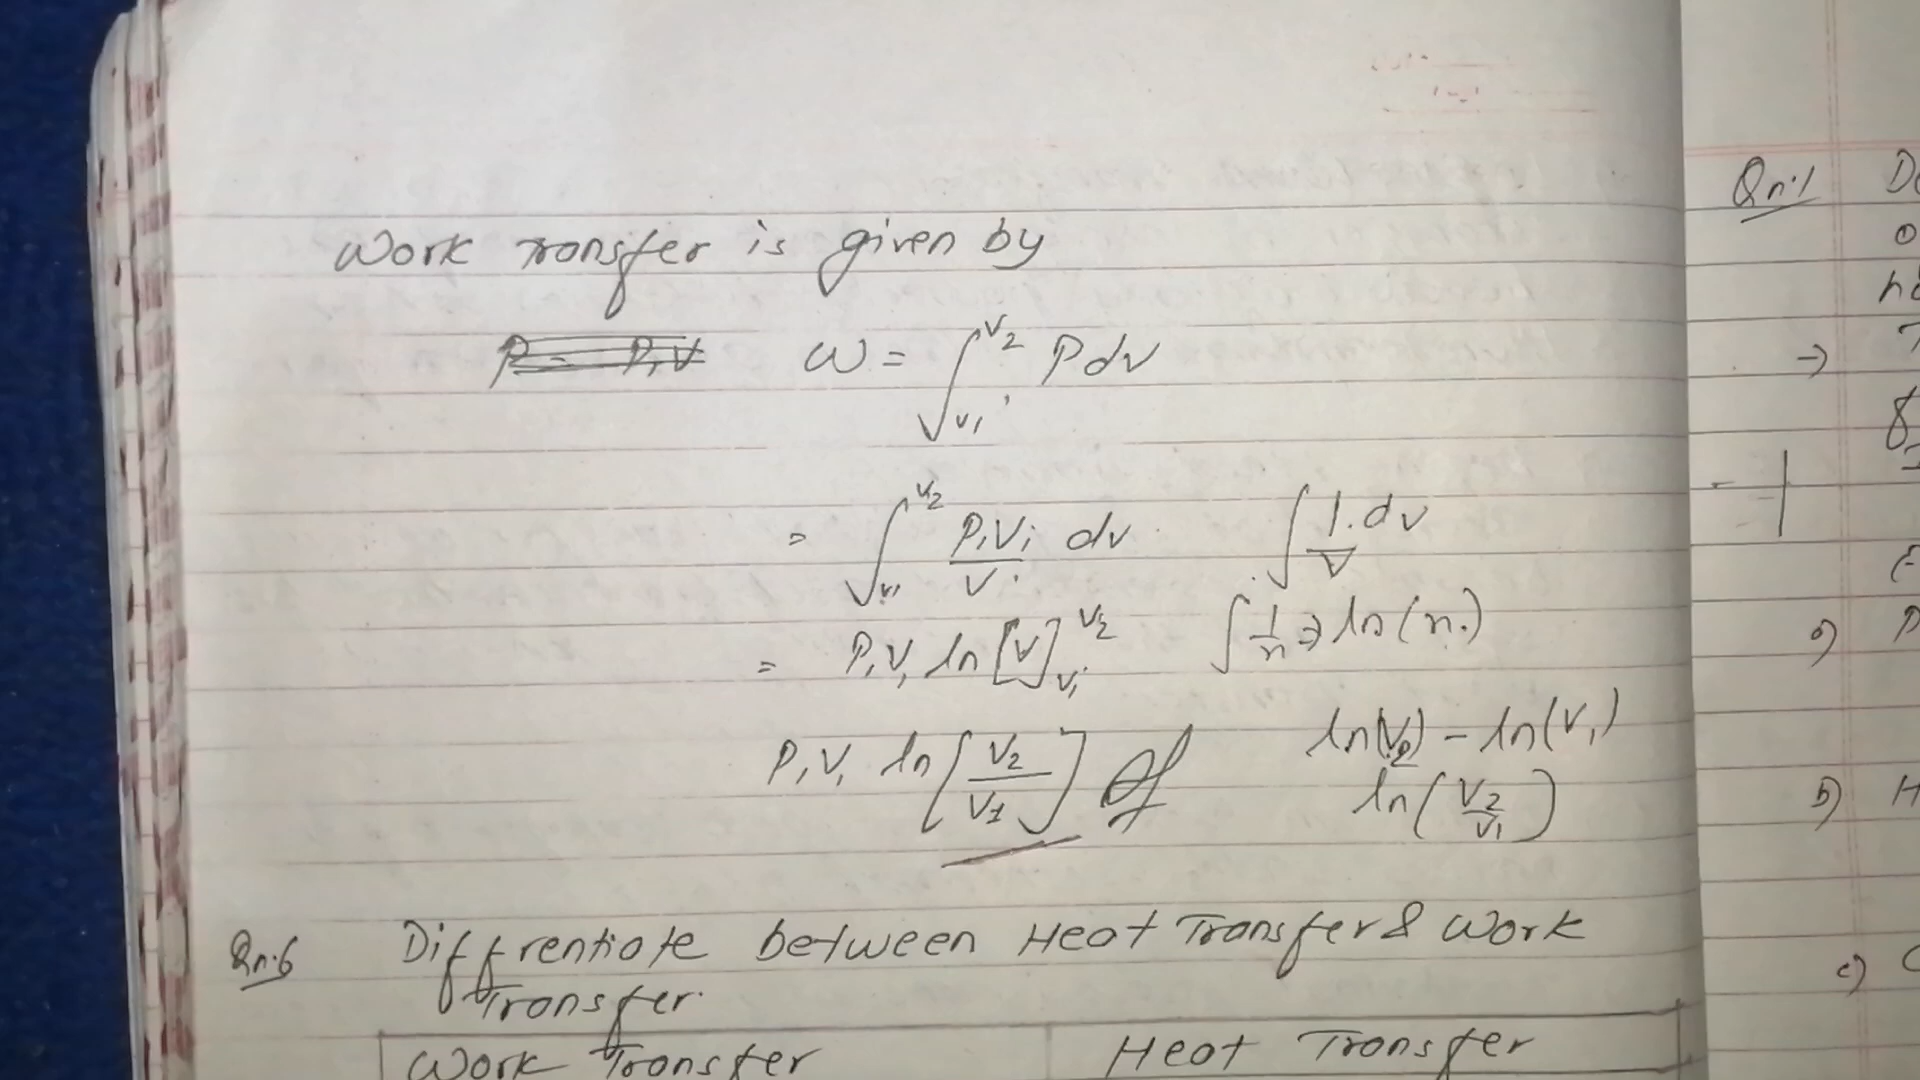 Work Transfer is given by
P = P1V W = ∫_{V1}^{V2} P dv
= ∫_{V1}^{V2} P1V1/V dv ∫ 1/V . dv
= P1V1 ln [V]_{V1}^{V2} ∫ 1/n ⇒ ln(n.)
P1V1 ln [V2/V1] ln(V2) - ln(V1)
ln(V2/V1)
Qn.6 Diffrentiate between Heat Transfer & Work
Transfer.
Work Transfer Heat Transfer
Qn.1
→
a) P
b) H
c) C